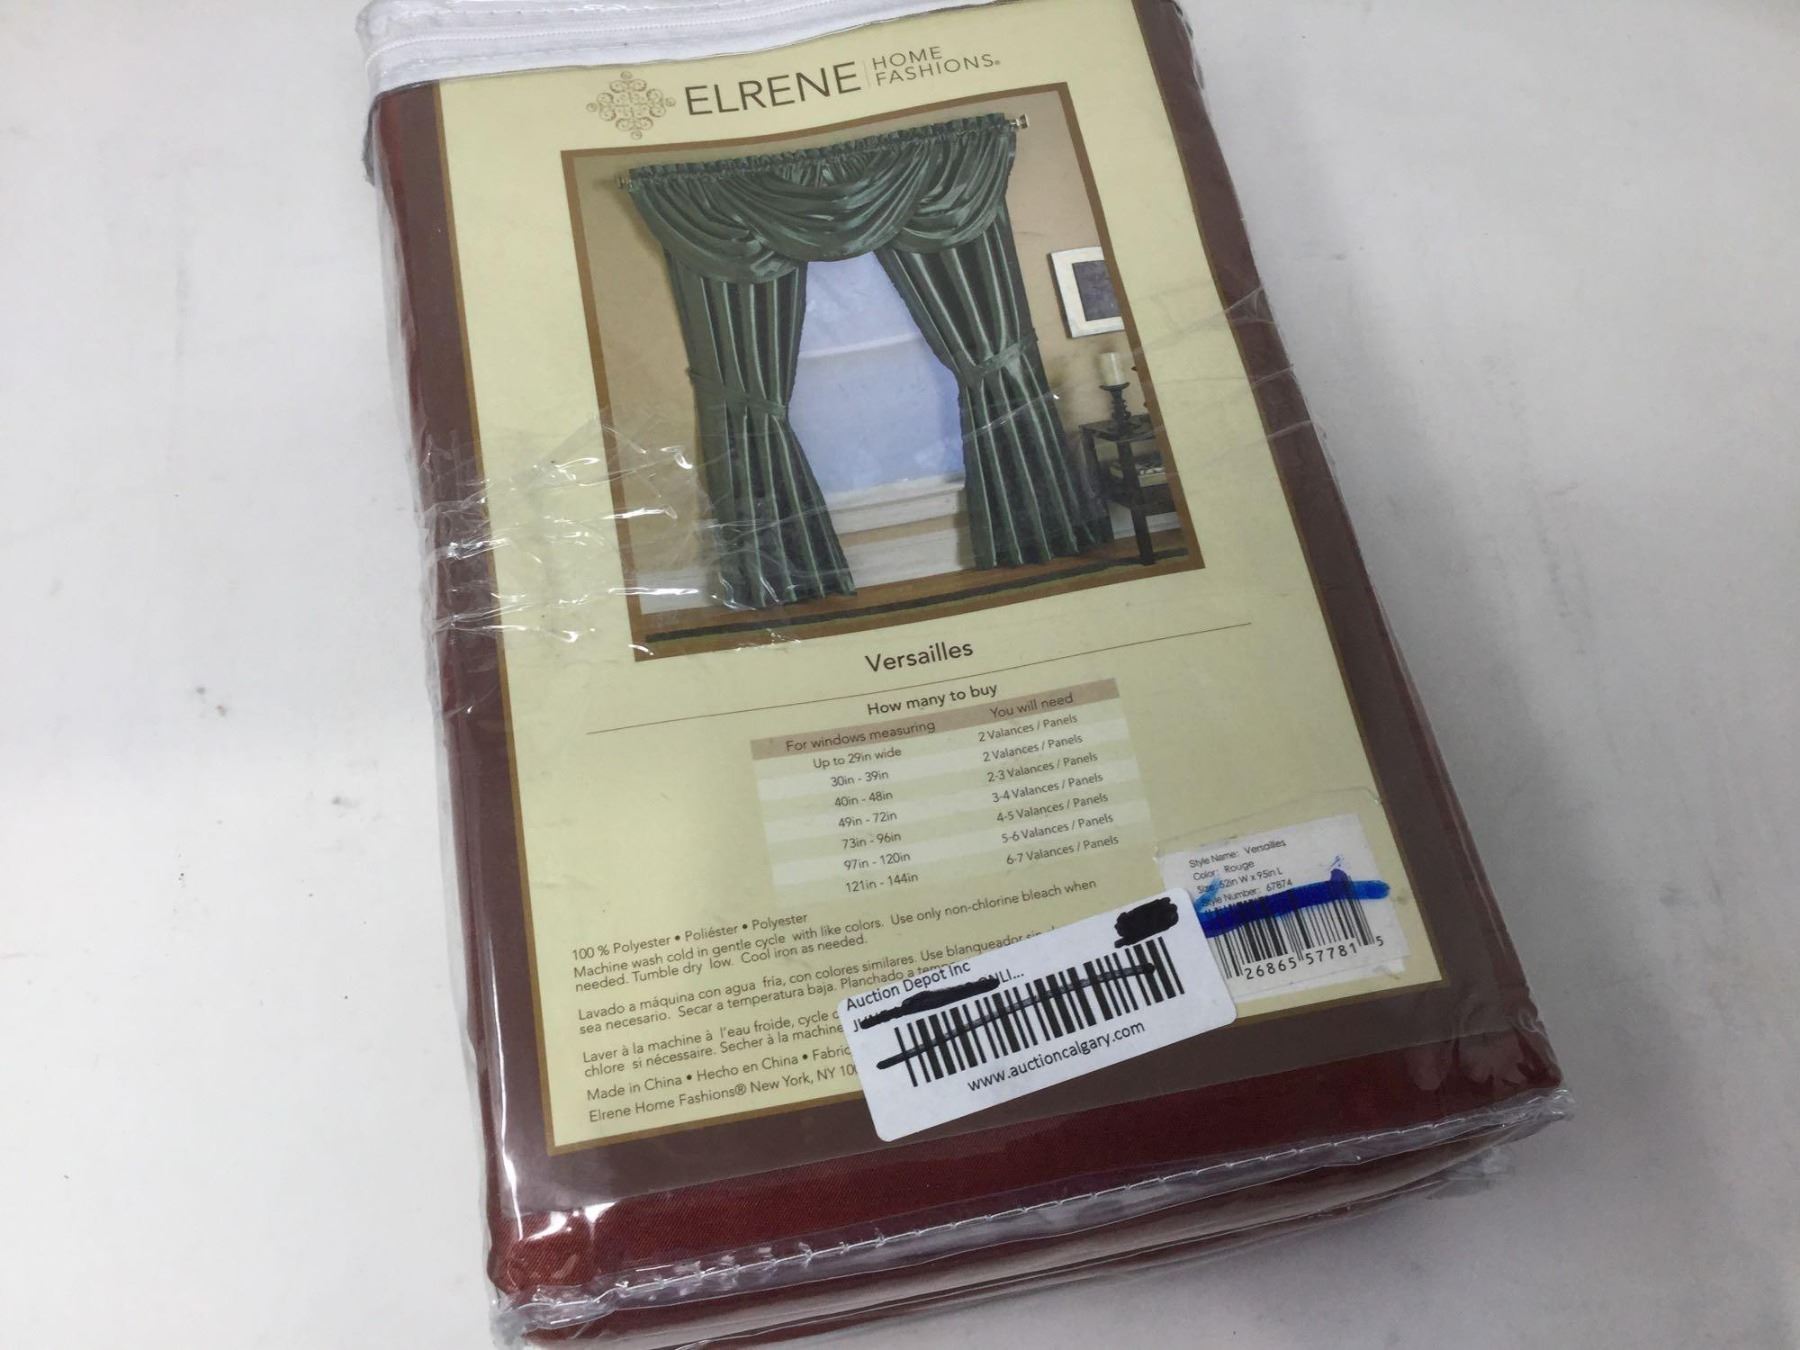 ELRENE HOME FASHIONS®
Versailles
How many to buy
For windows measuring You will need
Up to 29in wide 2 Valances / Panels
30in - 39in 2 Valances / Panels
40in - 48in 2-3 Valances / Panels
49in - 72in 3-4 Valances / Panels
73in - 96in 4-5 Valances / Panels
97in - 120in 5-6 Valances / Panels
121in - 144in 6-7 Valances / Panels
100 % Polyester • Poliéster • Polyester
Machine wash cold in gentle cycle with like colors. Use only non-chlorine bleach when
needed. Tumble dry low. Cool iron as needed.
Lavado a máquina con agua fría, con colores similares. Use blanqueador sin
sea necesario. Secar a temperatura baja. Planchado a
Laver à la machine à l'eau froide, cycle
chlore si nécessaire. Secher à la machine
Made in China • Hecho en China • Fabric
Elrene Home Fashions® New York, NY 100
Style Name: Versailles
Color: Rouge
Size: 52in W x 95in L
Style Number: 67874
26865 57781 5
Auction Depot Inc
www.auctioncalgary.com